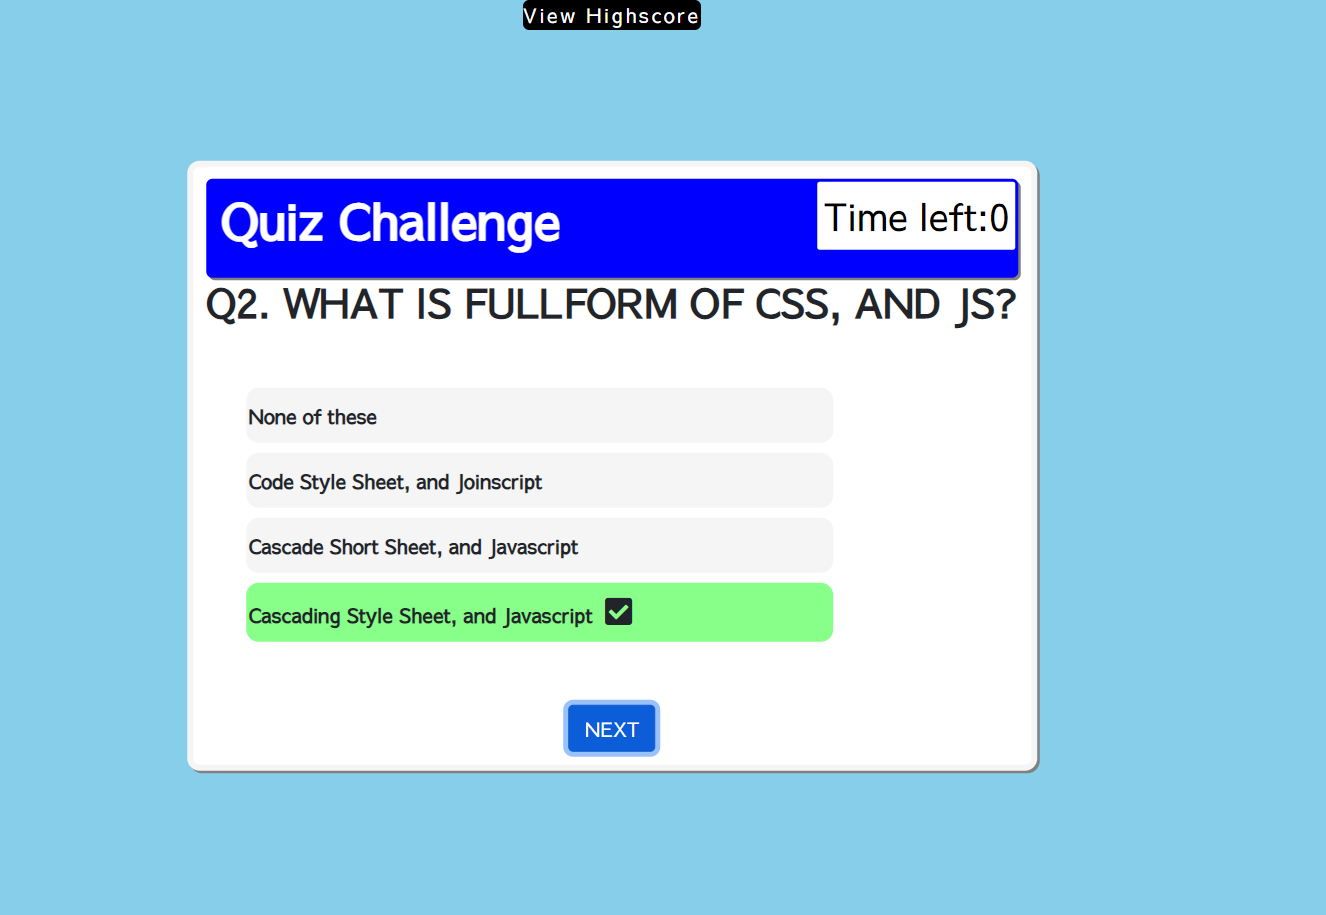 View Highscore
Quiz Challenge
Time left:0
Q2. WHAT IS FULLFORM OF CSS, AND JS?
None of these
Code Style Sheet, and Joinscript
Cascade Short Sheet, and Javascript
Cascading Style Sheet, and Javascript
NEXT